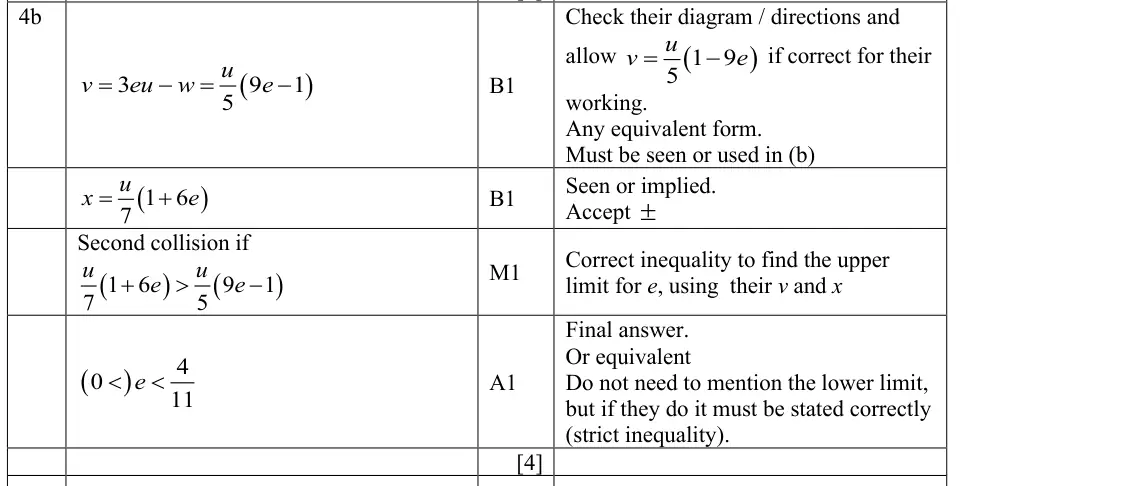 4b
v = 3eu − w = u/5 (9e − 1)
B1
Check their diagram / directions and
allow v = u/5 (1 − 9e) if correct for their
working.
Any equivalent form.
Must be seen or used in (b)
x = u/7 (1 + 6e)
B1
Seen or implied.
Accept ±
Second collision if
u/7 (1 + 6e) > u/5 (9e − 1)
M1
Correct inequality to find the upper
limit for e, using their v and x
(0 <) e < 4/11
A1
Final answer.
Or equivalent
Do not need to mention the lower limit,
but if they do it must be stated correctly
(strict inequality).
[4]